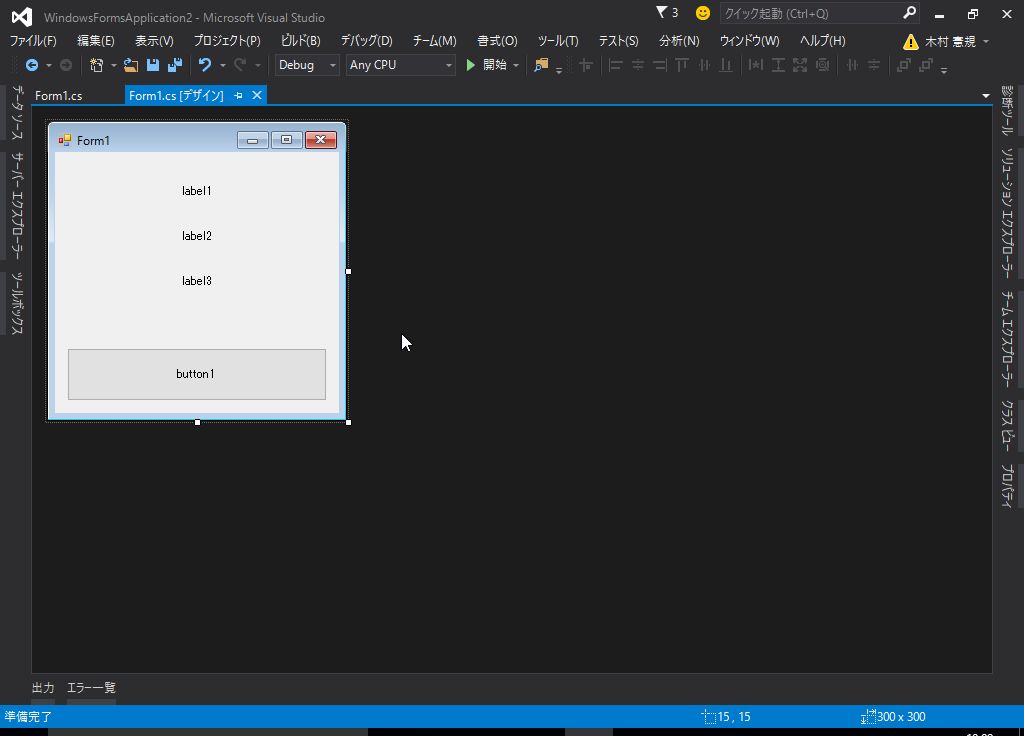 WindowsFormsApplication2 - Microsoft Visual Studio
3
クイック起動 (Ctrl+Q)
ファイル(F) 編集(E) 表示(V) プロジェクト(P) ビルド(B) デバッグ(D) チーム(M) 書式(O) ツール(T) テスト(S) 分析(N) ウインドウ(W) ヘルプ(H) 木村 憲規
Debug Any CPU 開始
Form1.cs Form1.cs [デザイン]
データ ソース
サーバー エクスプローラー
ツールボックス
Form1
label1
label2
label3
button1
診断ツール
ソリューション エクスプローラー
チーム エクスプローラー
クラス ビュー
プロパティ
出力 エラー一覧
準備完了 15 , 15 300 x 300